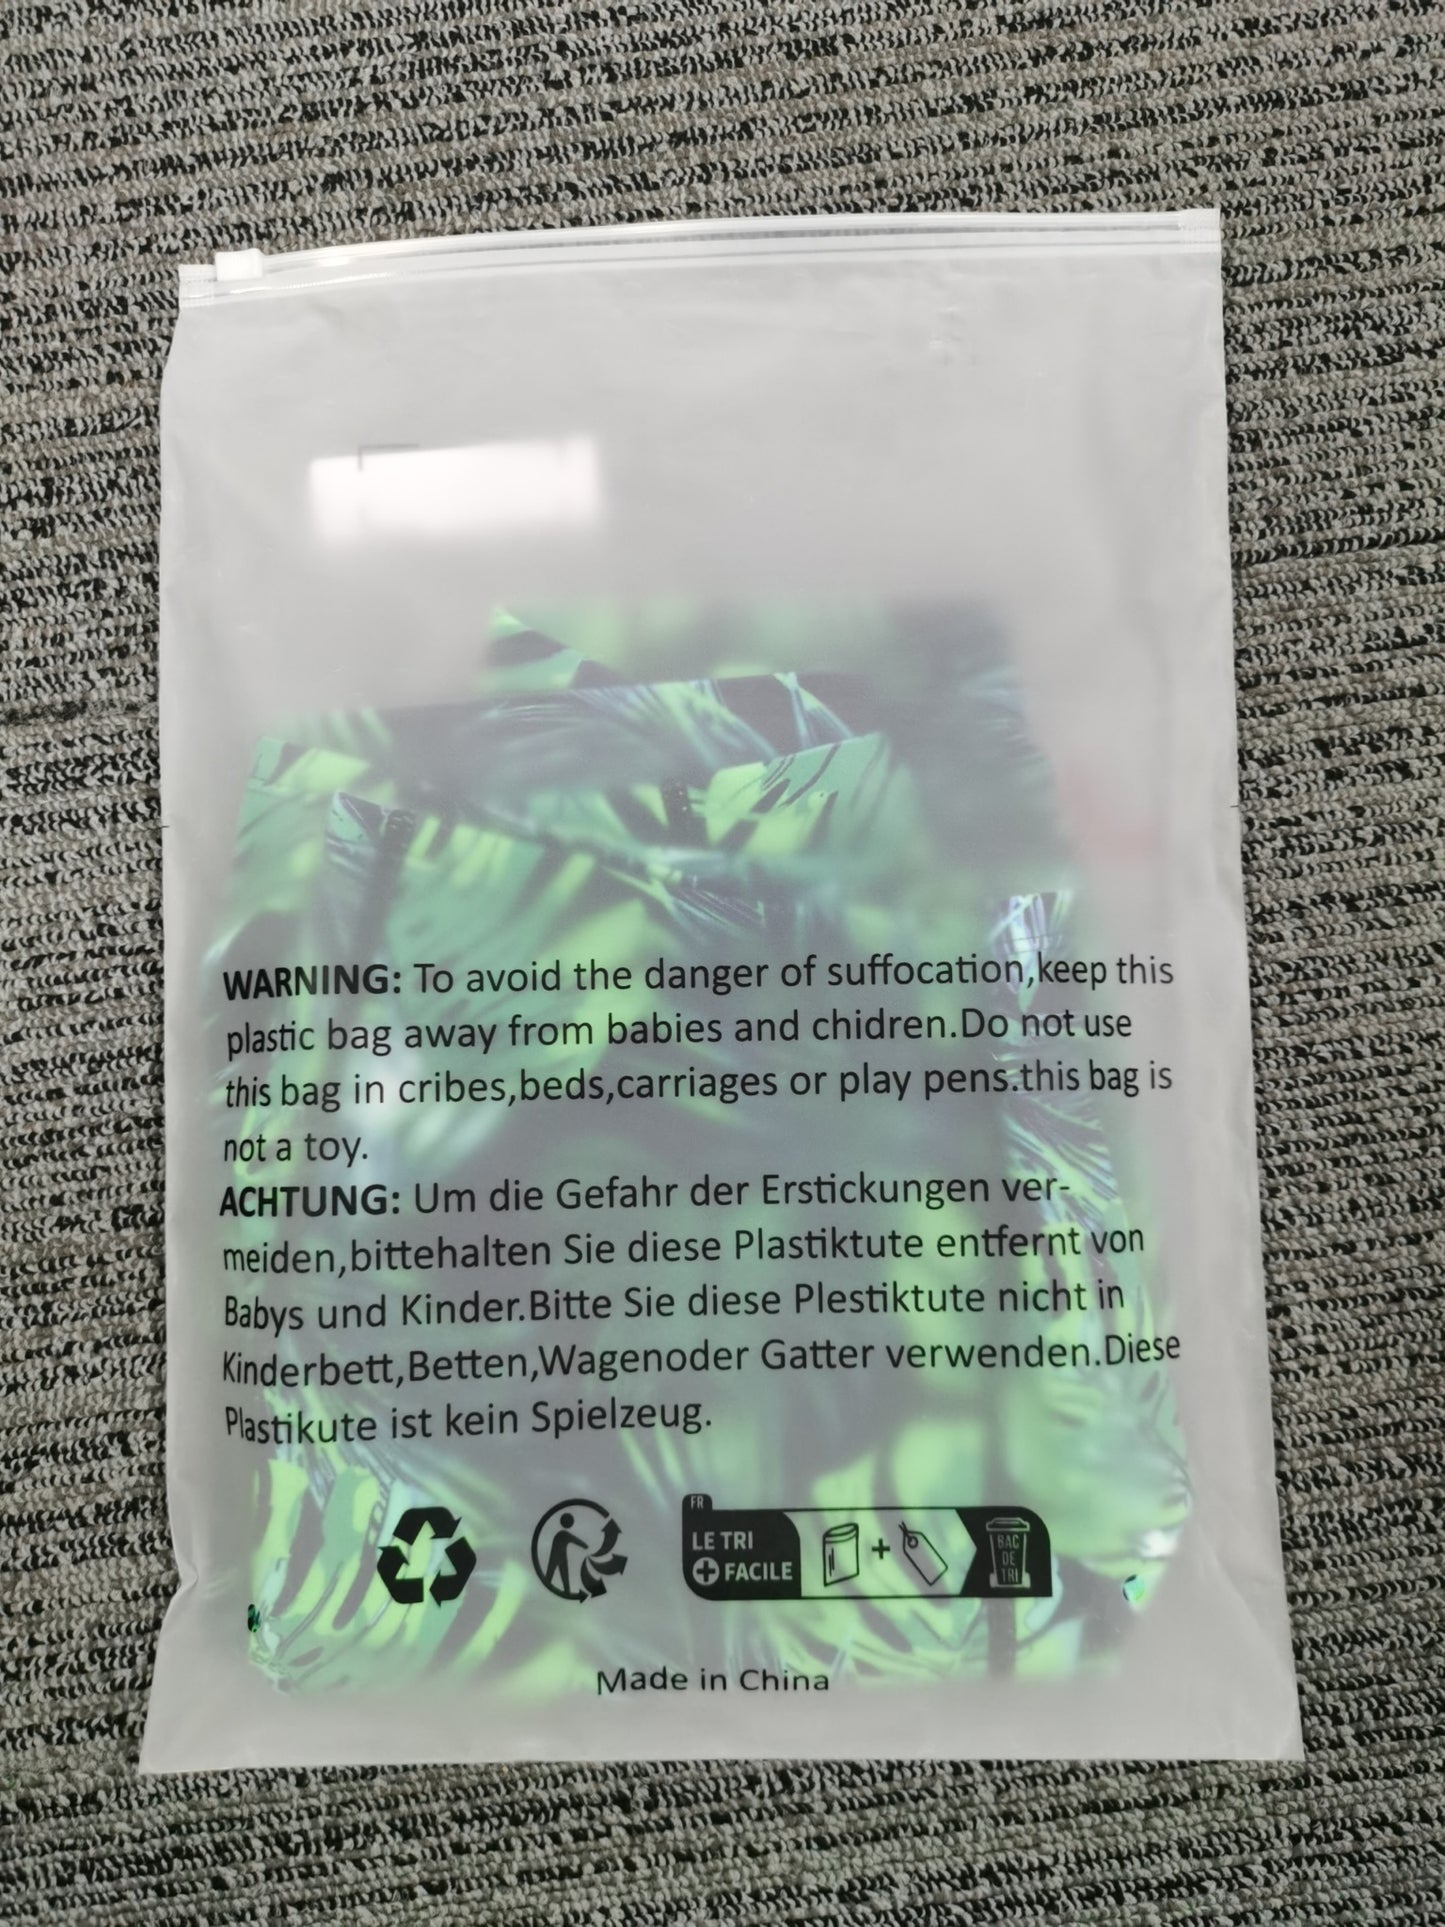 WARNING: To avoid the danger of suffocation,keep this
plastic bag away from babies and chidren.Do not use
this bag in cribes,beds,carriages or play pens.this bag is
not a toy.
ACHTUNG: Um die Gefahr der Erstickungen ver-
meiden,bittehalten Sie diese Plastiktute entfernt von
Babys und Kinder.Bitte Sie diese Plestiktute nicht in
Kinderbett,Betten,Wagenoder Gatter verwenden.Diese
Plastikute ist kein Spielzeug.
FR
LE TRI
+ FACILE
+
BAC
DE
TRI
Made in China